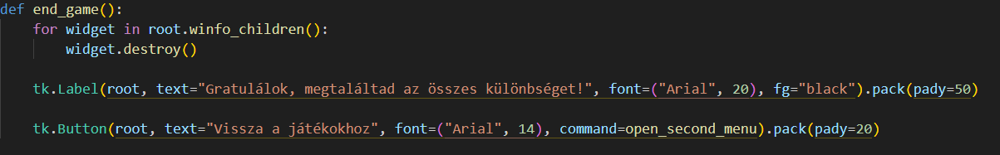 def end_game():
    for widget in root.winfo_children():
        widget.destroy()
    tk.Label(root, text="Gratulálok, megtaláltad az összes különbséget!", font=("Arial", 20), fg="black").pack(pady=50)
    tk.Button(root, text="Vissza a játékokhoz", font=("Arial", 14), command=open_second_menu).pack(pady=20)